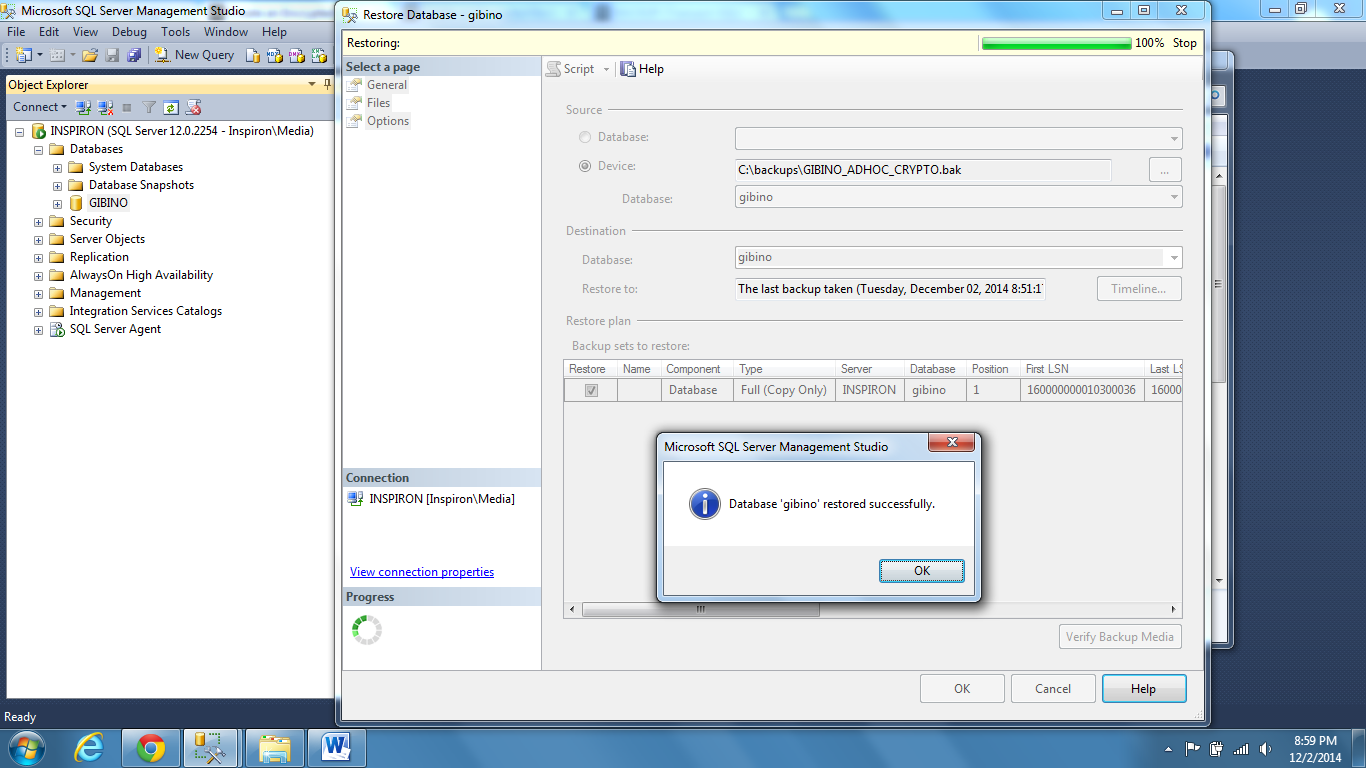 Microsoft SQL Server Management Studio
File Edit View Debug Tools Window Help
New Query
Object Explorer
Connect
INSPIRON (SQL Server 12.0.2254 - Inspiron\Media)
Databases
System Databases
Database Snapshots
GIBINO
Security
Server Objects
Replication
AlwaysOn High Availability
Management
Integration Services Catalogs
SQL Server Agent
Ready
Restore Database - gibino
Restoring:
100% Stop
Select a page
General
Files
Options
Connection
INSPIRON [Inspiron\Media]
View connection properties
Progress
Script Help
Source
Database:
Device: C:\backups\GIBINO_ADHOC_CRYPTO.bak ...
Database: gibino
Destination
Database: gibino
Restore to: The last backup taken (Tuesday, December 02, 2014 8:51:1 Timeline...
Restore plan
Backup sets to restore:
Restore Name Component Type Server Database Position First LSN Last LS
Database Full (Copy Only) INSPIRON gibino 1 160000000010300036 16000
Microsoft SQL Server Management Studio
Database 'gibino' restored successfully.
OK
Verify Backup Media
OK Cancel Help
8:59 PM
12/2/2014